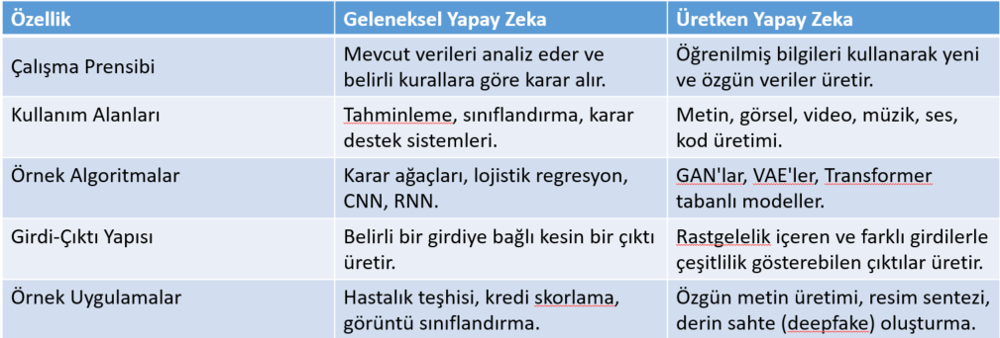 Özellik
Geleneksel Yapay Zeka
Üretken Yapay Zeka
Çalışma Prensibi
Mevcut verileri analiz eder ve
belirli kurallara göre karar alır.
Öğrenilmiş bilgileri kullanarak yeni
ve özgün veriler üretir.
Kullanım Alanları
Tahminleme, sınıflandırma, karar
destek sistemleri.
Metin, görsel, video, müzik, ses,
kod üretimi.
Örnek Algoritmalar
Karar ağaçları, lojistik regresyon,
CNN, RNN.
GAN'lar, VAE'ler, Transformer
tabanlı modeller.
Girdi-Çıktı Yapısı
Belirli bir girdiye bağlı kesin bir çıktı
üretir.
Rastgelelik içeren ve farklı girdilerle
çeşitlilik gösterebilen çıktılar üretir.
Örnek Uygulamalar
Hastalık teşhisi, kredi skorlama,
görüntü sınıflandırma.
Özgün metin üretimi, resim sentezi,
derin sahte (deepfake) oluşturma.